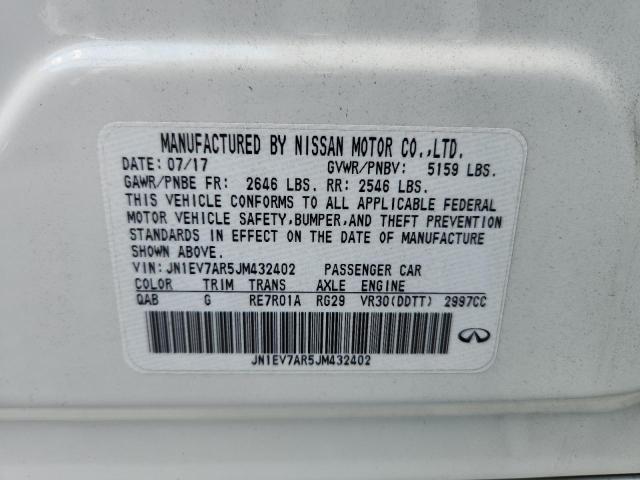 MANUFACTURED BY NISSAN MOTOR CO.,LTD.
DATE: 07/17 GVWR/PNBV: 5159 LBS.
GAWR/PNBE FR: 2646 LBS. RR: 2546 LBS.
THIS VEHICLE CONFORMS TO ALL APPLICABLE FEDERAL
MOTOR VEHICLE SAFETY,BUMPER,AND THEFT PREVENTION
STANDARDS IN EFFECT ON THE DATE OF MANUFACTURE
SHOWN ABOVE.
VIN: JN1EV7AR5JM432402 PASSENGER CAR
COLOR TRIM TRANS AXLE ENGINE
QAB G RE7R01A RG29 VR30(DDTT) 2997CC
JN1EV7AR5JM432402